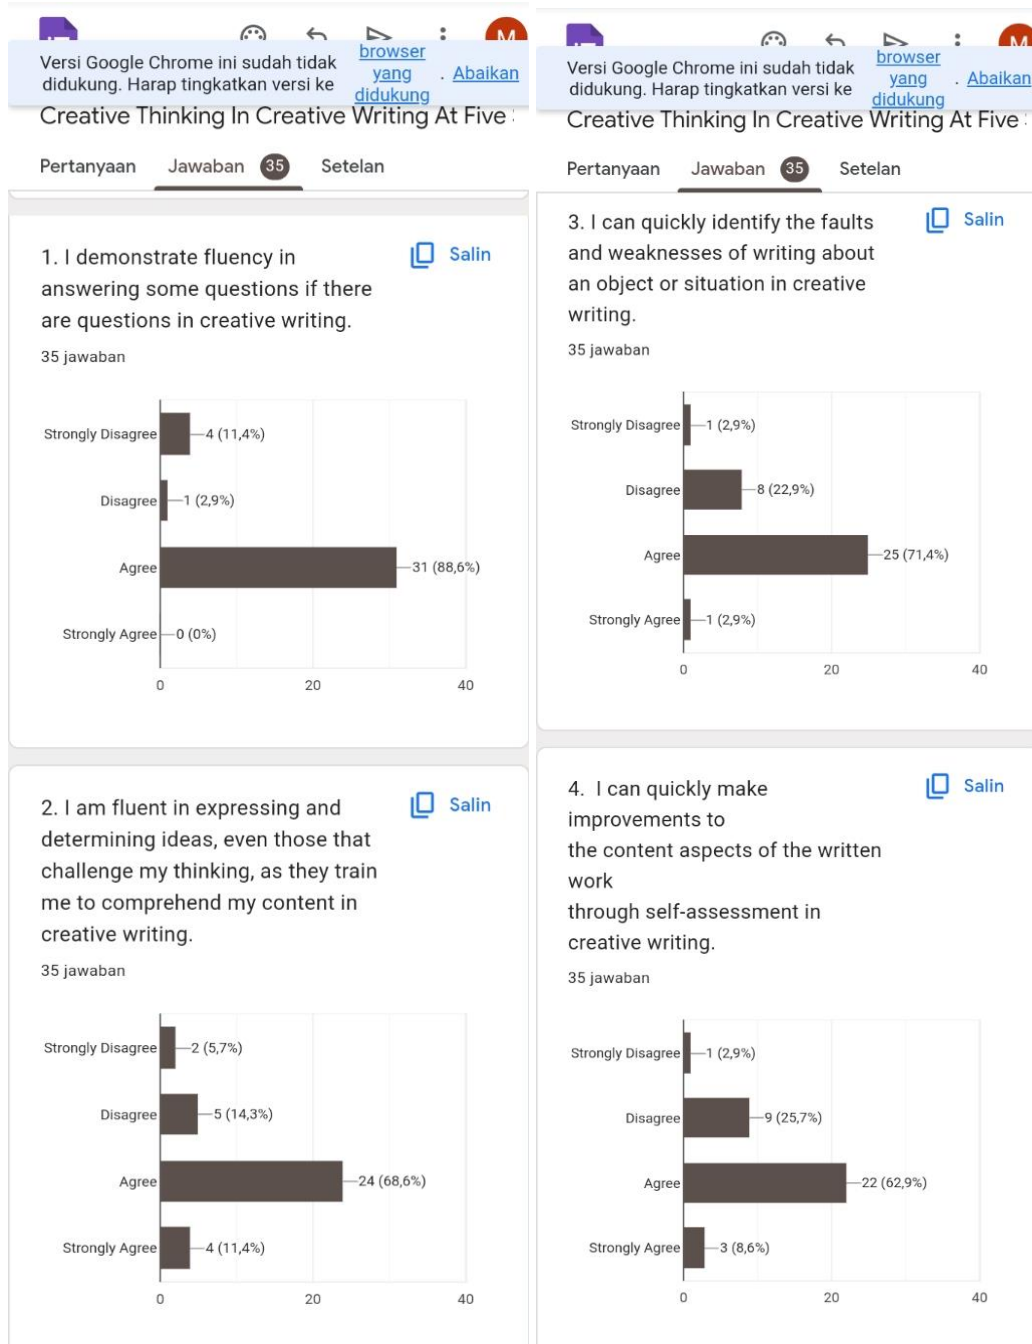 M
Versi Google Chrome ini sudah tidak
didukung. Harap tingkatkan versi ke
browser
yang
didukung
. Abaikan
Creative Thinking In Creative Writing At Five
Pertanyaan Jawaban 35 Setelan
1. I demonstrate fluency in
answering some questions if there
are questions in creative writing.
Salin
35 jawaban
Strongly Disagree 4 (11,4%)
Disagree 1 (2,9%)
Agree 31 (88,6%)
Strongly Agree 0 (0%)
0 20 40
2. I am fluent in expressing and
determining ideas, even those that
challenge my thinking, as they train
me to comprehend my content in
creative writing.
Salin
35 jawaban
Strongly Disagree 2 (5,7%)
Disagree 5 (14,3%)
Agree 24 (68,6%)
Strongly Agree 4 (11,4%)
0 20 40
M
Versi Google Chrome ini sudah tidak
didukung. Harap tingkatkan versi ke
browser
yang
didukung
. Abaikan
Creative Thinking In Creative Writing At Five
Pertanyaan Jawaban 35 Setelan
3. I can quickly identify the faults
and weaknesses of writing about
an object or situation in creative
writing.
Salin
35 jawaban
Strongly Disagree 1 (2,9%)
Disagree 8 (22,9%)
Agree 25 (71,4%)
Strongly Agree 1 (2,9%)
0 20 40
4. I can quickly make
improvements to
the content aspects of the written
work
through self-assessment in
creative writing.
Salin
35 jawaban
Strongly Disagree 1 (2,9%)
Disagree 9 (25,7%)
Agree 22 (62,9%)
Strongly Agree 3 (8,6%)
0 20 40